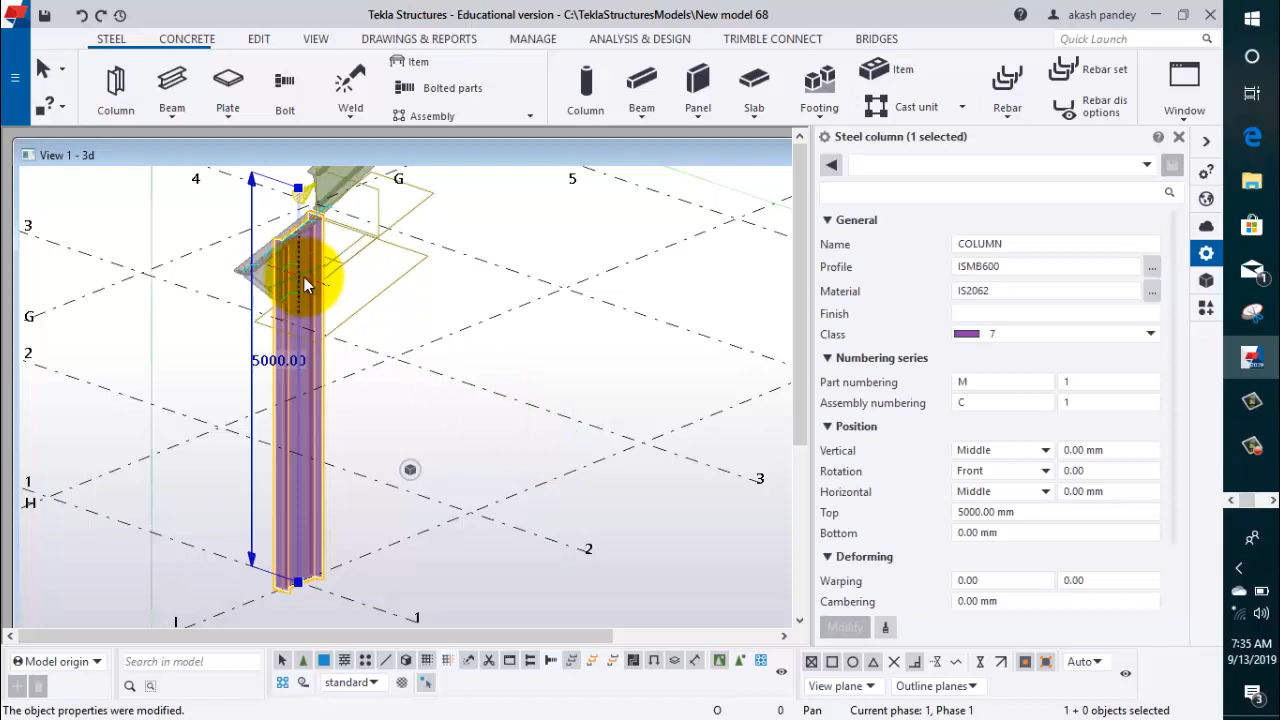 Tekla Structures - Educational version - C:\TeklaStructuresModels\New model 68
akash pandey
STEEL CONCRETE EDIT VIEW DRAWINGS & REPORTS MANAGE ANALYSIS & DESIGN TRIMBLE CONNECT BRIDGES
Quick Launch
Item
Bolted parts
Assembly
Column Beam Plate Bolt Weld
Column Beam Panel Slab Footing
Item
Cast unit
Rebar
Rebar set
Rebar dis
options
Window
View 1 - 3d
4 G 5
3
G
2
1
H
5000.00
3
2
1
I
Steel column (1 selected)
General
Name COLUMN
Profile ISMB600 ...
Material IS2062 ...
Finish
Class 7
Numbering series
Part numbering M 1
Assembly numbering C 1
Position
Vertical Middle 0.00 mm
Rotation Front 0.00
Horizontal Middle 0.00 mm
Top 5000.00 mm
Bottom 0.00 mm
Deforming
Warping 0.00 0.00
Cambering 0.00 mm
Modify
Model origin
Search in model
standard
Auto
View plane
Outline planes
The object properties were modified.
O 0 Pan Current phase: 1, Phase 1 1 + 0 objects selected
1
2019
7:35 AM
9/13/2019
3